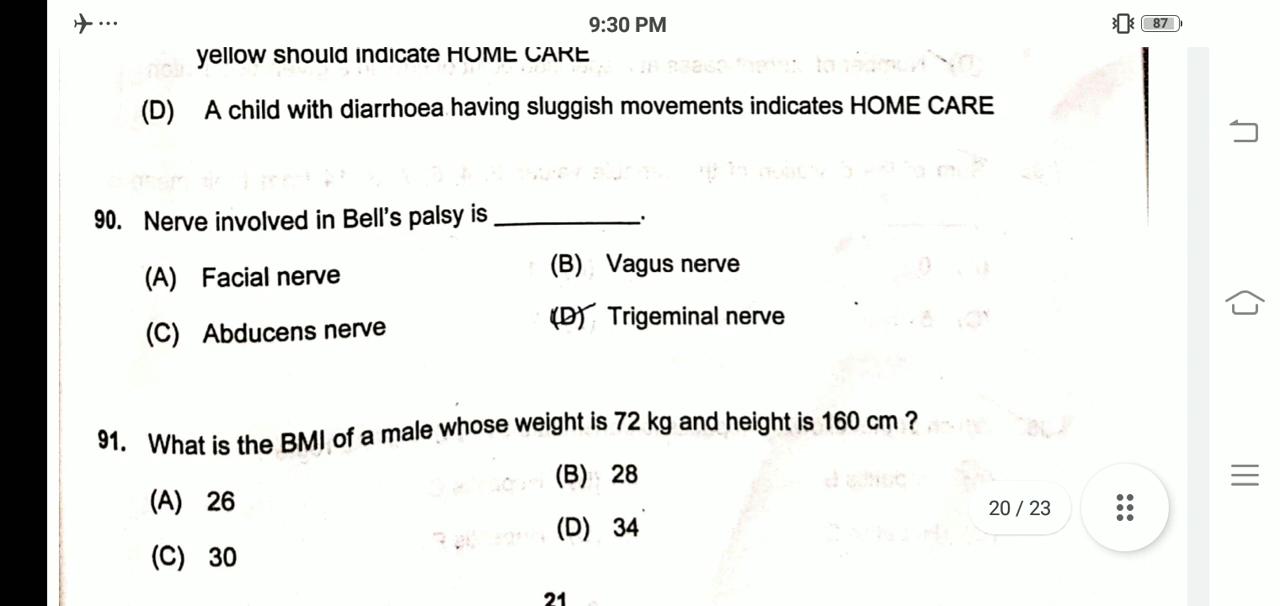 9:30 PM
87
yellow should indicate HOME CARE
(D) A child with diarrhoea having sluggish movements indicates HOME CARE
90. Nerve involved in Bell's palsy is __________.
(A) Facial nerve
(B) Vagus nerve
(C) Abducens nerve
(D) Trigeminal nerve
91. What is the BMI of a male whose weight is 72 kg and height is 160 cm ?
(A) 26
(B) 28
(C) 30
(D) 34
20 / 23
21